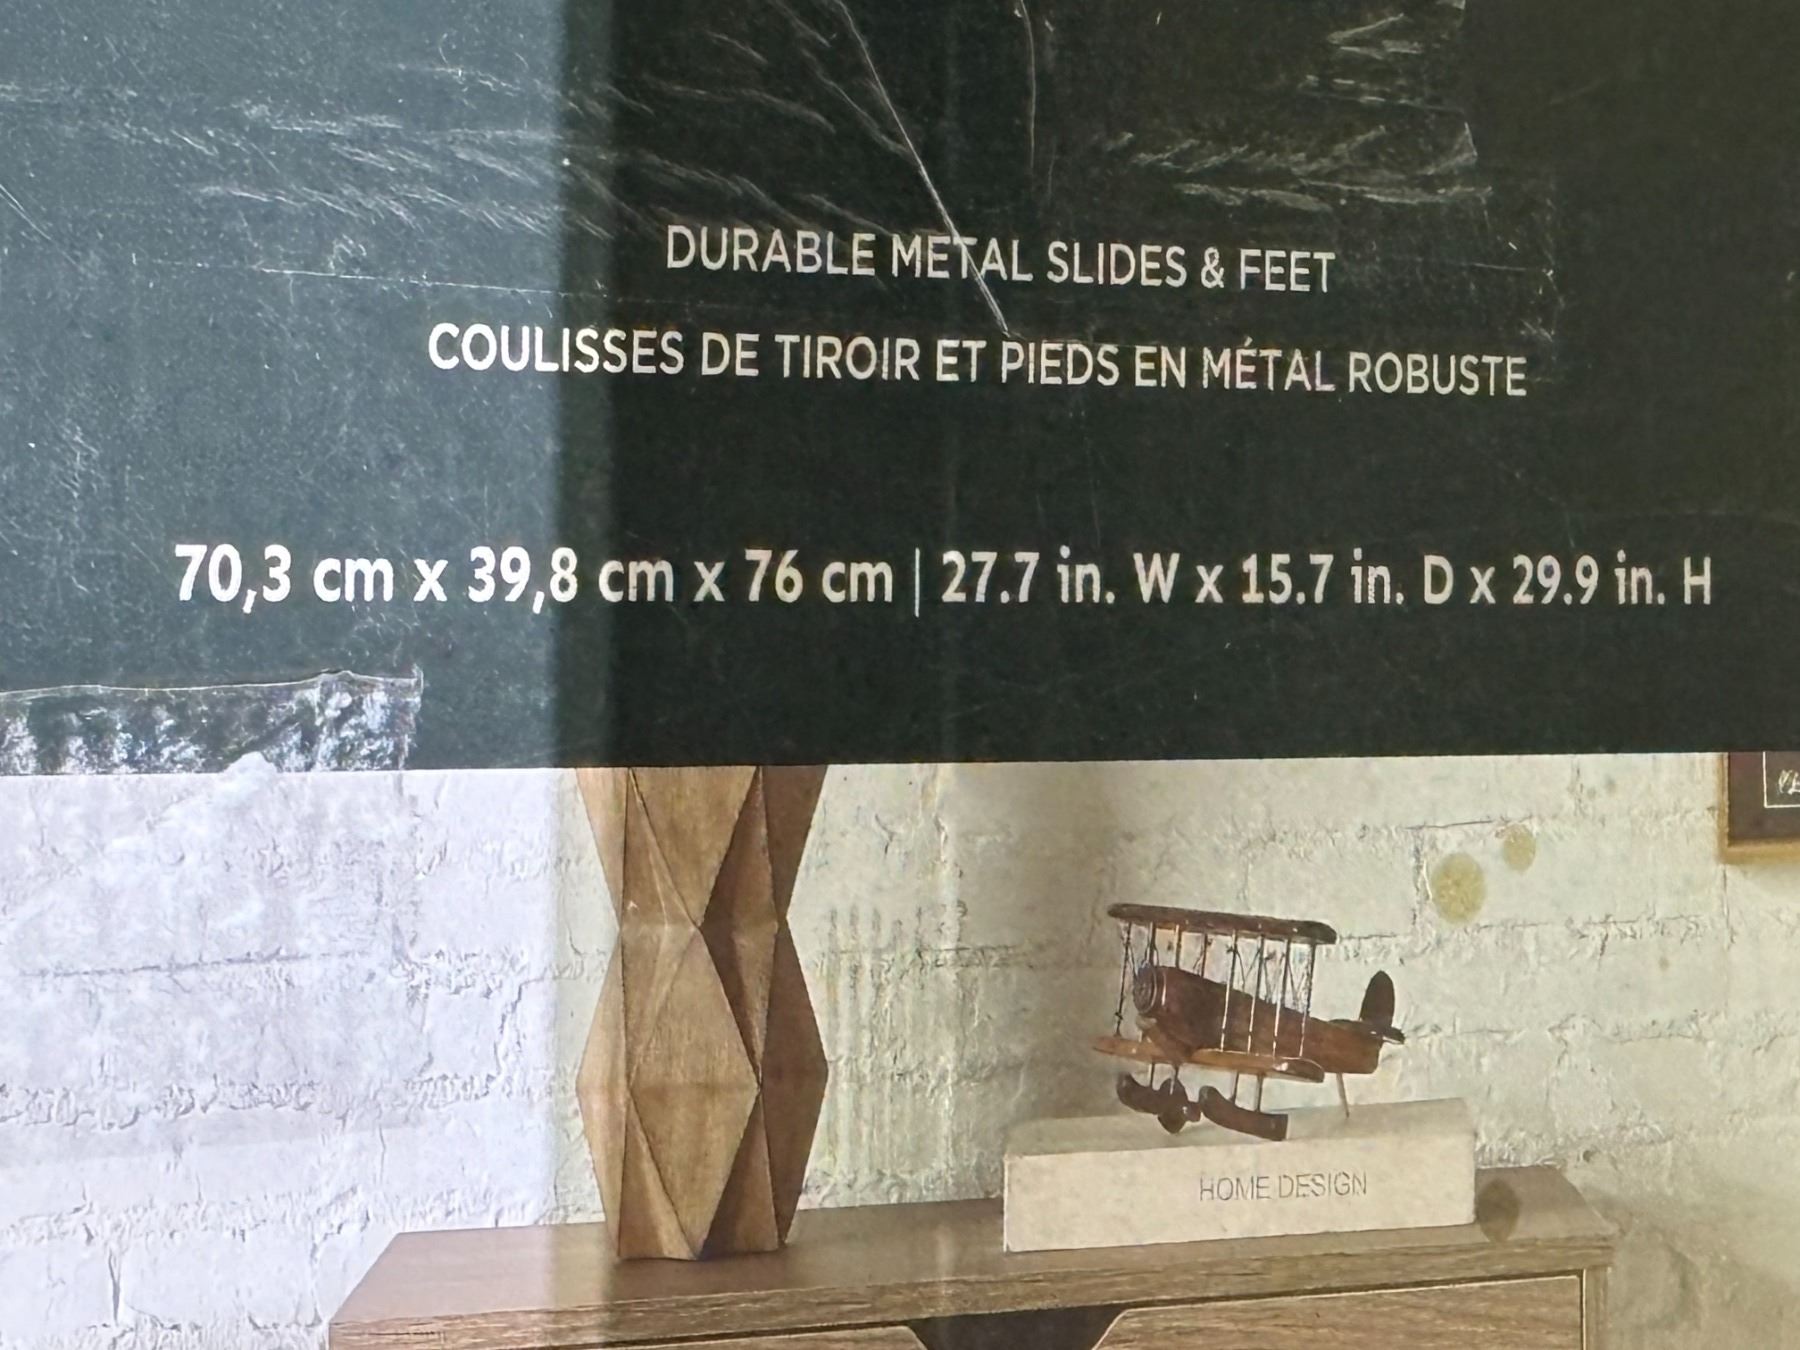 DURABLE METAL SLIDES & FEET
COULISSES DE TIROIR ET PIEDS EN MÉTAL ROBUSTE
70,3 cm x 39,8 cm x 76 cm | 27.7 in. W x 15.7 in. D x 29.9 in. H
HOME DESIGN